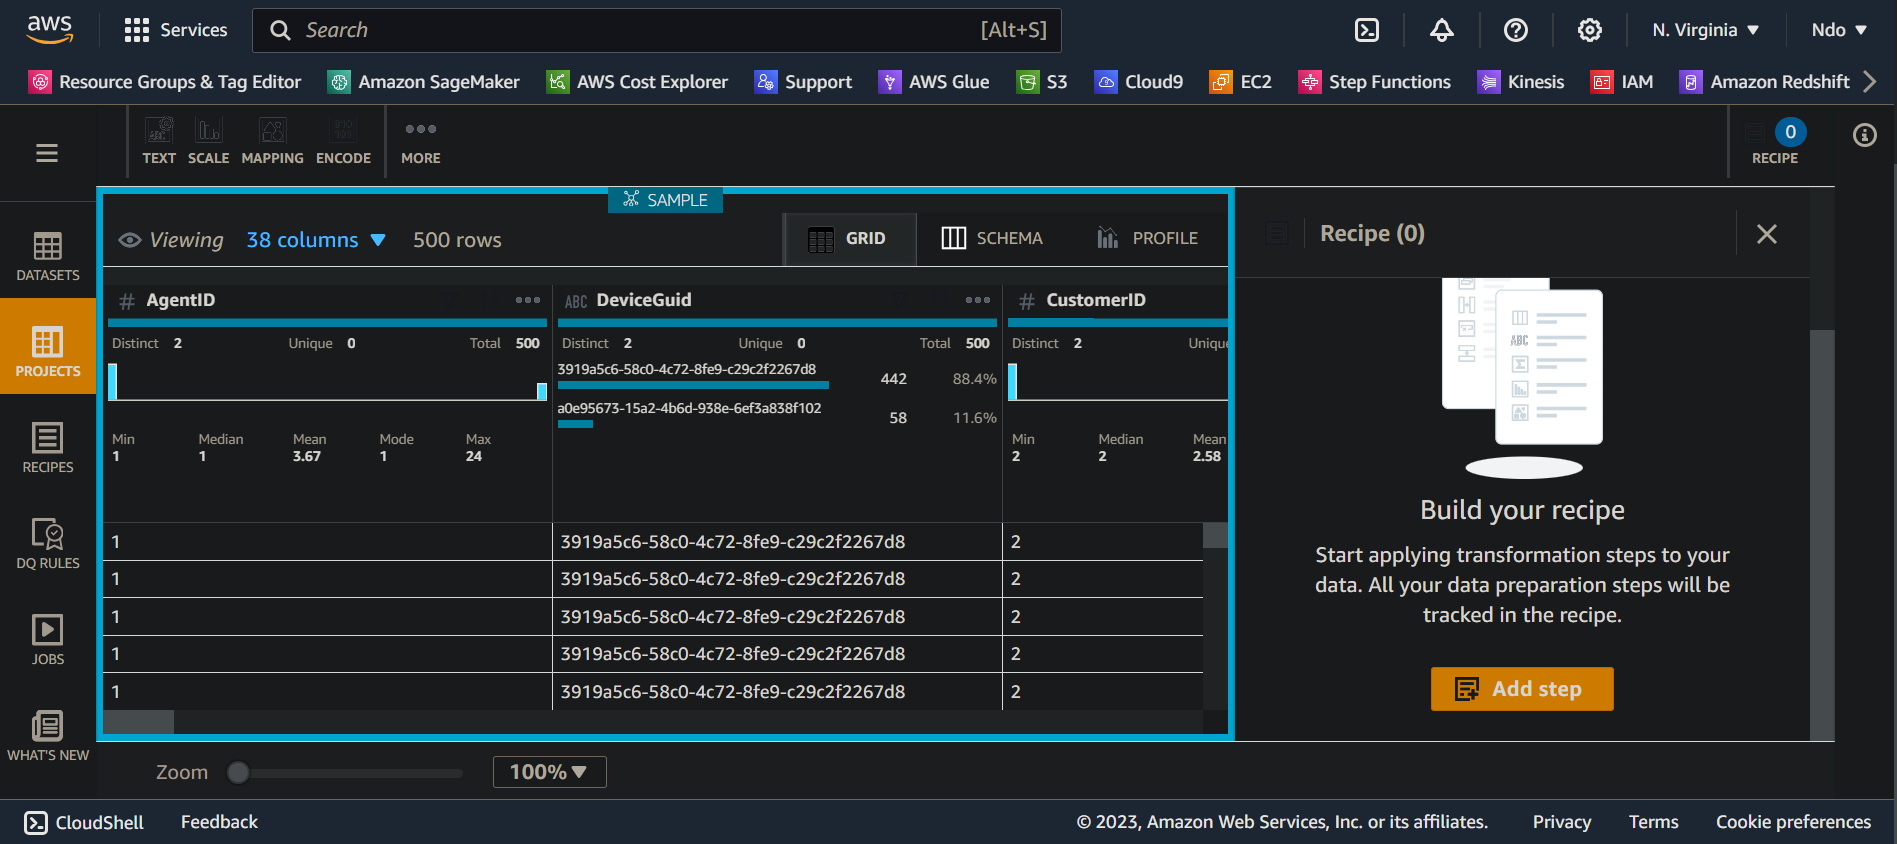 aws
Services
Search
[Alt+S]
N. Virginia
Ndo
Resource Groups & Tag Editor
Amazon SageMaker
AWS Cost Explorer
Support
AWS Glue
S3
Cloud9
EC2
Step Functions
Kinesis
IAM
Amazon Redshift
TEXT
SCALE
MAPPING
ENCODE
MORE
0
RECIPE
DATASETS
PROJECTS
RECIPES
DQ RULES
JOBS
WHAT'S NEW
SAMPLE
Viewing
38 columns
500 rows
GRID
SCHEMA
PROFILE
# AgentID
Distinct 2
Unique 0
Total 500
Min
1
Median
1
Mean
3.67
Mode
1
Max
24
ABC DeviceGuid
Distinct 2
Unique 0
Total 500
3919a5c6-58c0-4c72-8fe9-c29c2f2267d8 442 88.4%
a0e95673-15a2-4b6d-938e-6ef3a838f102 58 11.6%
# CustomerID
Distinct 2
Unique
Min
2
Median
2
Mean
2.58
1 3919a5c6-58c0-4c72-8fe9-c29c2f2267d8 2
1 3919a5c6-58c0-4c72-8fe9-c29c2f2267d8 2
1 3919a5c6-58c0-4c72-8fe9-c29c2f2267d8 2
1 3919a5c6-58c0-4c72-8fe9-c29c2f2267d8 2
1 3919a5c6-58c0-4c72-8fe9-c29c2f2267d8 2
Zoom
100%
Recipe (0)
ABC
Build your recipe
Start applying transformation steps to your
data. All your data preparation steps will be
tracked in the recipe.
Add step
CloudShell
Feedback
© 2023, Amazon Web Services, Inc. or its affiliates.
Privacy
Terms
Cookie preferences